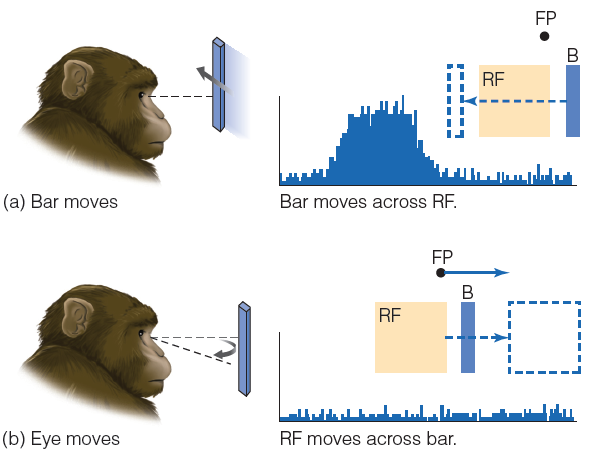 FP
B
RF
(a) Bar moves
Bar moves across RF.
FP
B
RF
(b) Eye moves
RF moves across bar.